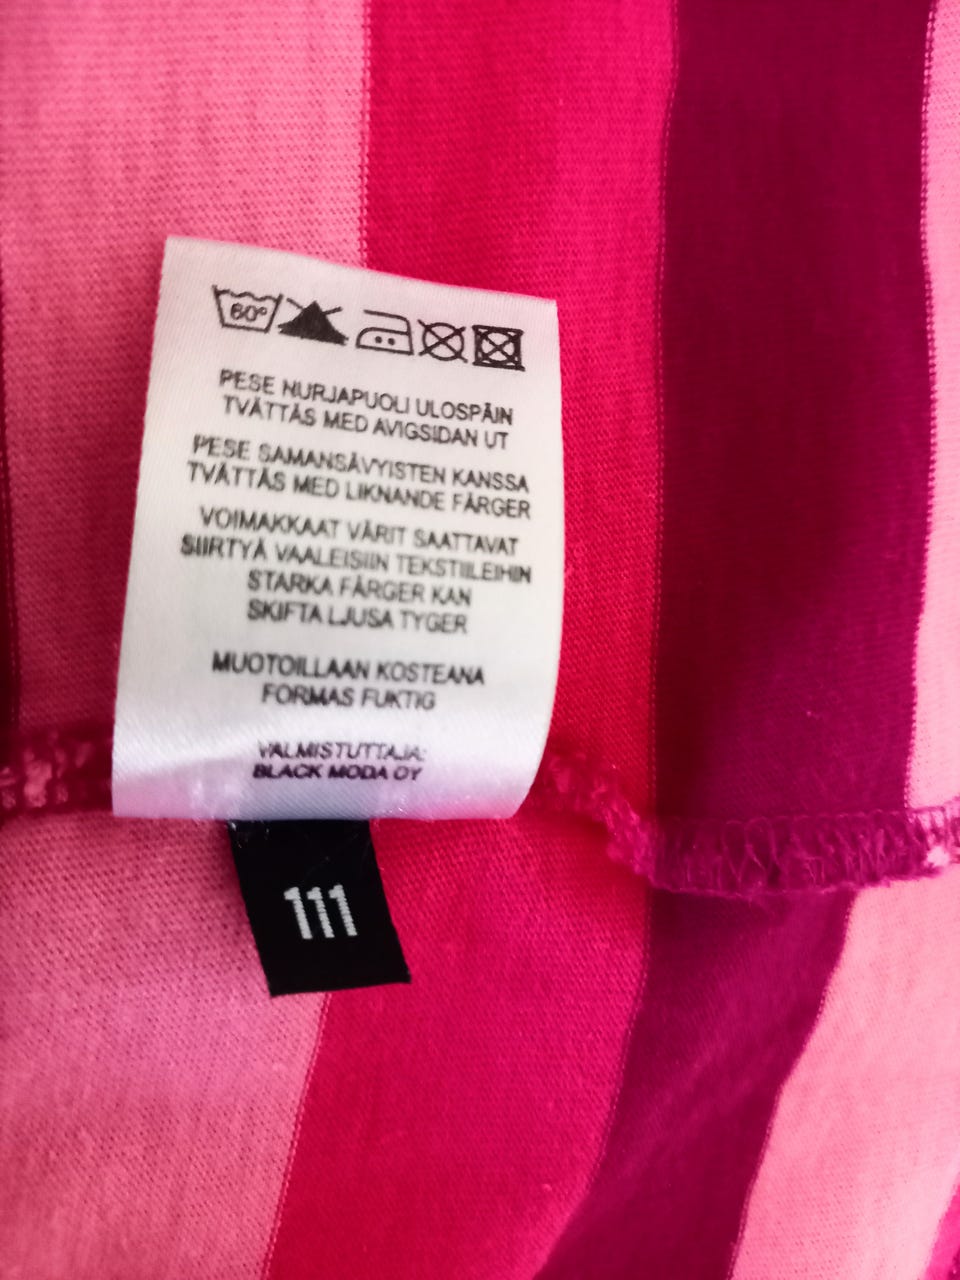 60°
PESE NURJAPUOLI ULOSPÄIN
TVÄTTÄS MED AVIGSIDAN UT
PESE SAMANSÄVYISTEN KANSSA
TVÄTTÄS MED LIKNANDE FÄRGER
VOIMAKKAAT VÄRIT SAATTAVAT
SIIRTYÄ VAALEISIIN TEKSTIILEIHIN
STARKA FÄRGER KAN
SKIFTA LJUSA TYGER
MUOTOILLAAN KOSTEANA
FORMAS FUKTIG
VALMISTUTTAJA:
BLACK MODA OY
111